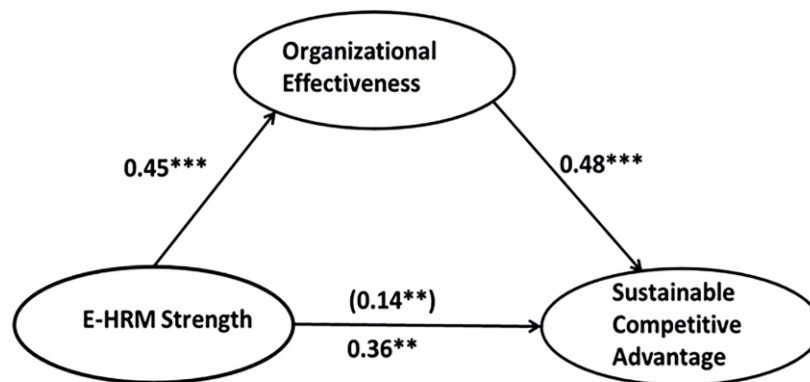 Organizational
Effectiveness
0.45***
0.48***
E-HRM Strength
(0.14**)
0.36**
Sustainable
Competitive
Advantage